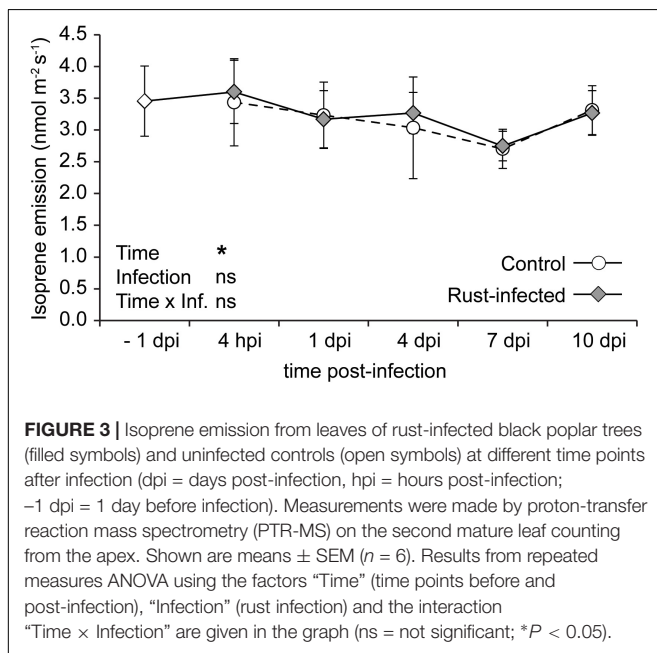 4.5
4.0
3.5
3.0
2.5
2.0
1.5
1.0
0.5
0.0
Isoprene emission (nmol m⁻² s⁻¹)
Time *
Infection ns
Time x Inf. ns
Control
Rust-infected
- 1 dpi 4 hpi 1 dpi 4 dpi 7 dpi 10 dpi
time post-infection
FIGURE 3 | Isoprene emission from leaves of rust-infected black poplar trees
(filled symbols) and uninfected controls (open symbols) at different time points
after infection (dpi = days post-infection, hpi = hours post-infection;
−1 dpi = 1 day before infection). Measurements were made by proton-transfer
reaction mass spectrometry (PTR-MS) on the second mature leaf counting
from the apex. Shown are means ± SEM (n = 6). Results from repeated
measures ANOVA using the factors “Time” (time points before and
post-infection), “Infection” (rust infection) and the interaction
“Time × Infection” are given in the graph (ns = not significant; *P < 0.05).